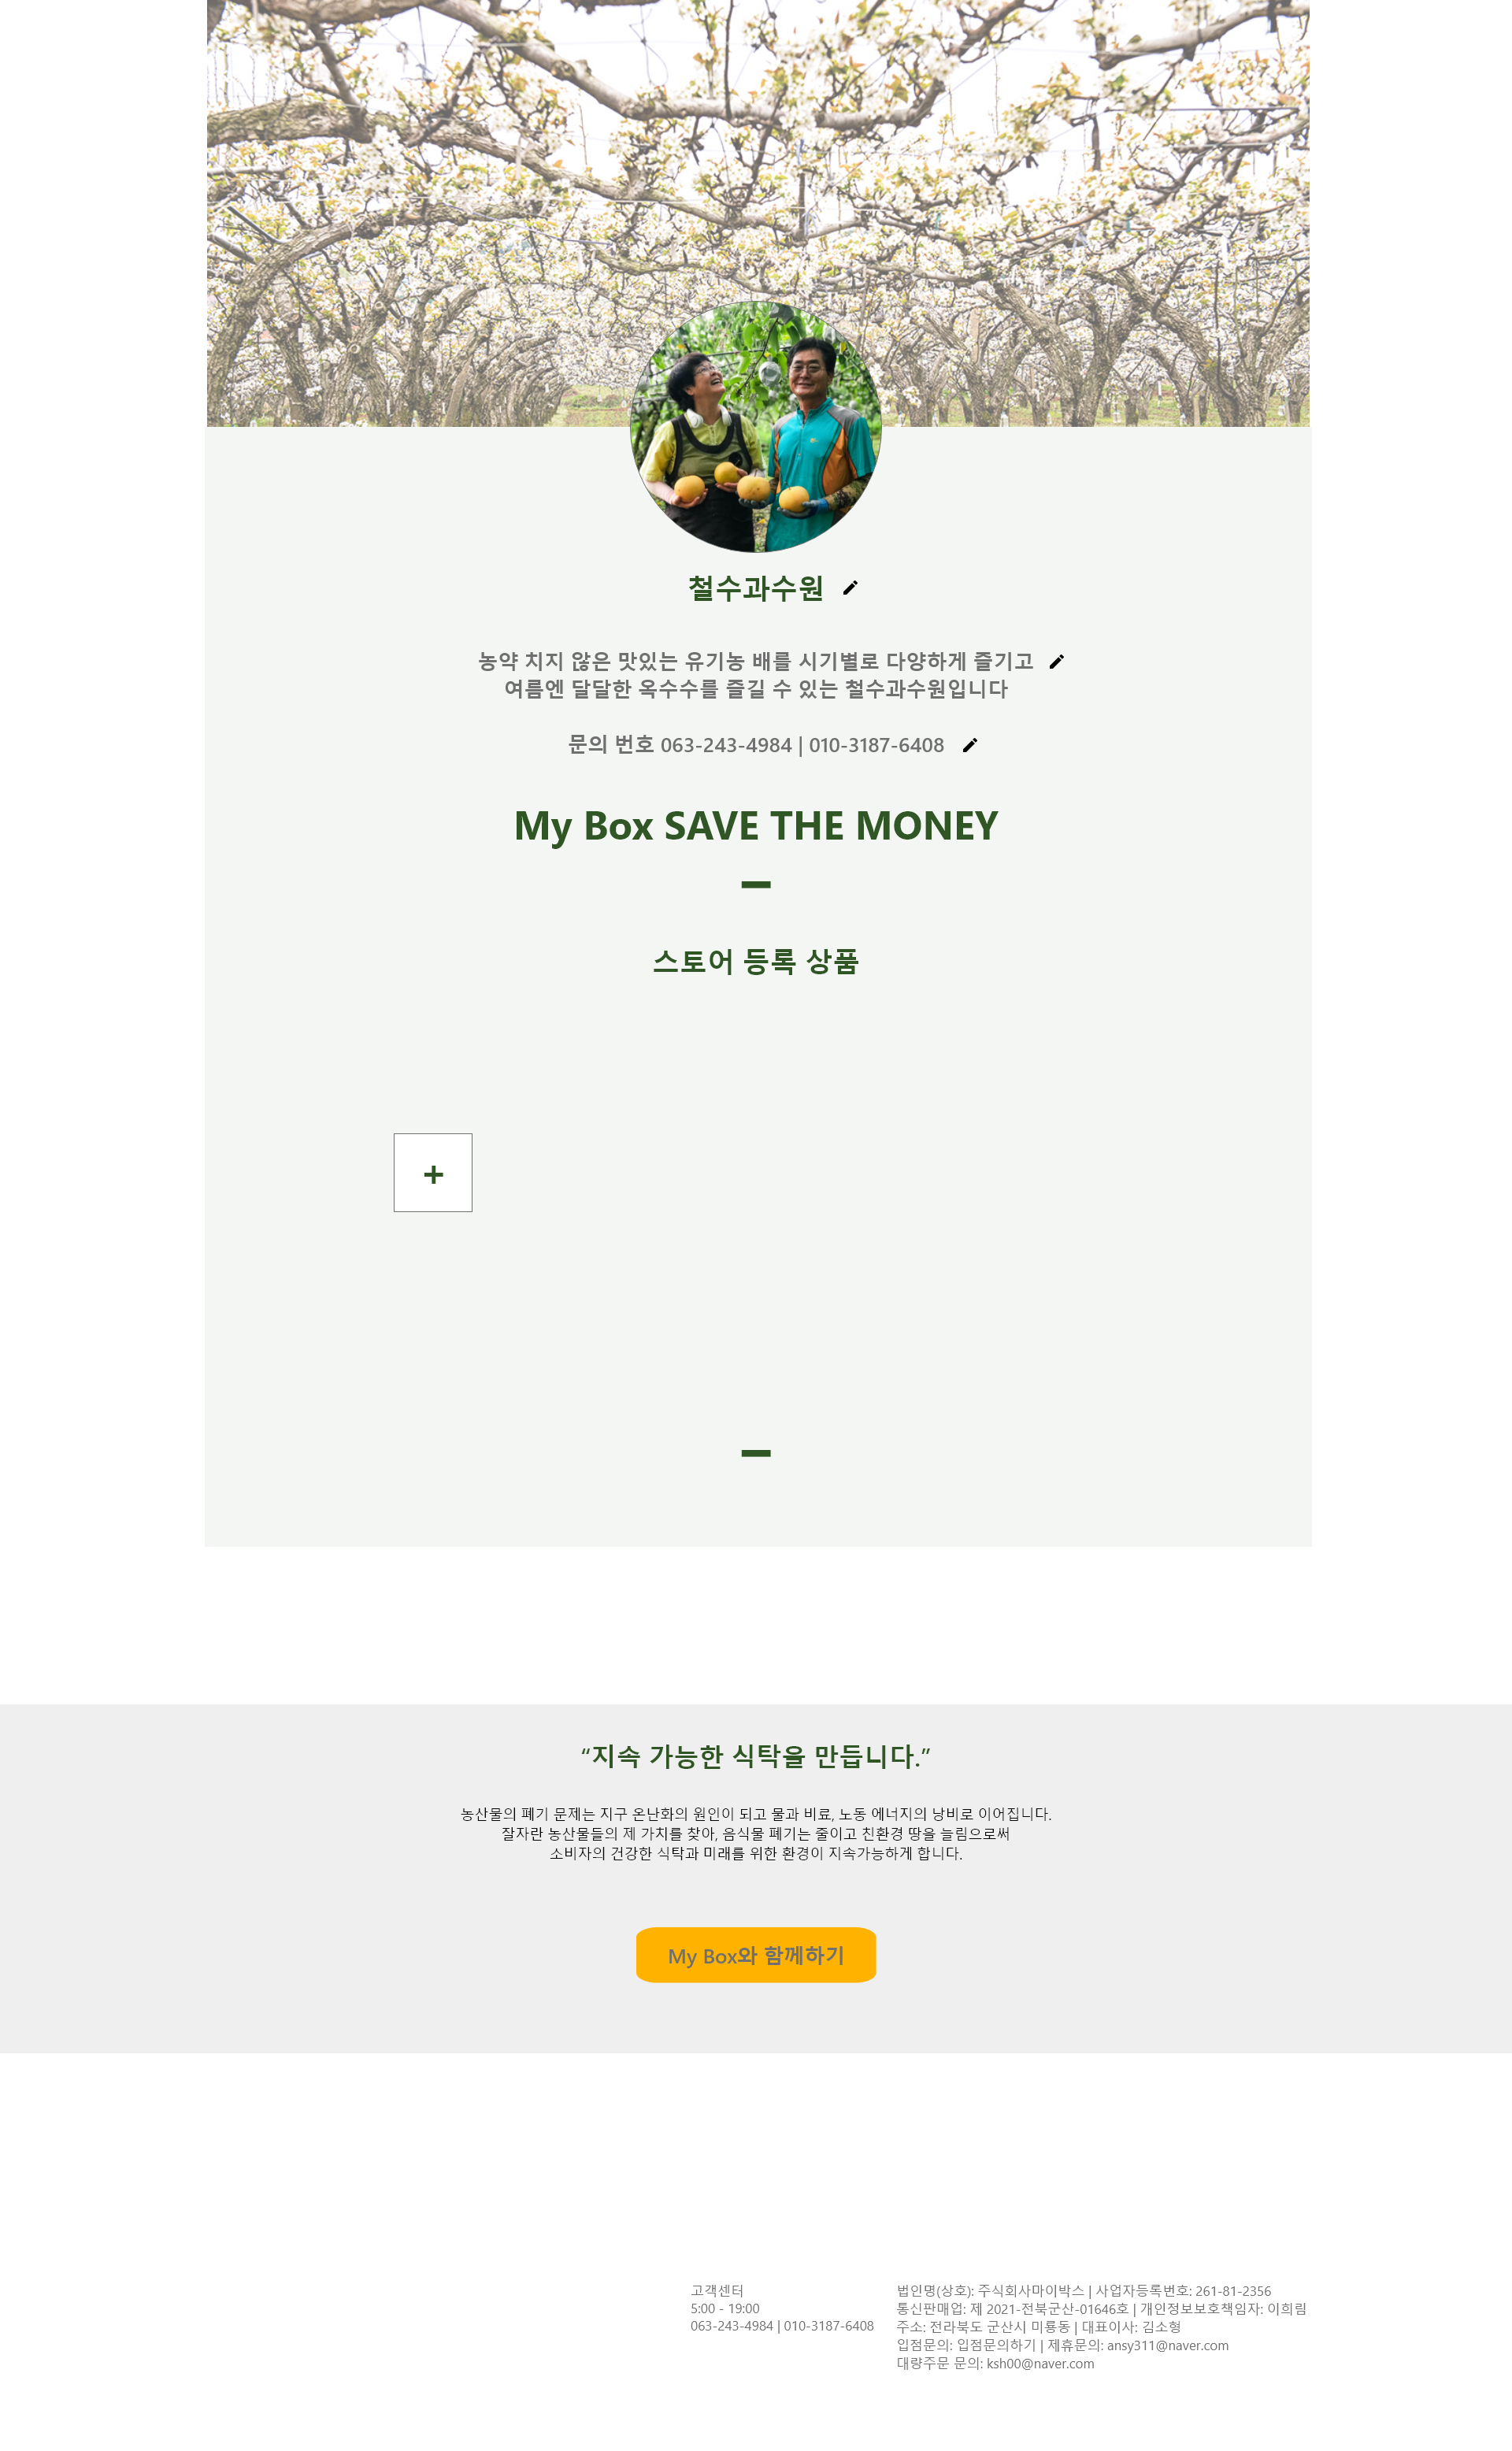 철수과수원
농약 치지 않은 맛있는 유기농 배를 시기별로 다양하게 즐기고
여름엔 달달한 옥수수를 즐길 수 있는 철수과수원입니다
문의 번호 063-243-4984 | 010-3187-6408
My Box SAVE THE MONEY
스토어 등록 상품
+
“지속 가능한 식탁을 만듭니다.”
농산물의 폐기 문제는 지구 온난화의 원인이 되고 물과 비료, 노동 에너지의 낭비로 이어집니다.
잘자란 농산물들의 제 가치를 찾아, 음식물 폐기는 줄이고 친환경 땅을 늘림으로써
소비자의 건강한 식탁과 미래를 위한 환경이 지속가능하게 합니다.
My Box와 함께하기
고객센터
5:00 - 19:00
063-243-4984 | 010-3187-6408
법인명(상호): 주식회사마이박스 | 사업자등록번호: 261-81-2356
통신판매업: 제 2021-전북군산-01646호 | 개인정보보호책임자: 이희림
주소: 전라북도 군산시 미룡동 | 대표이사: 김소형
입점문의: 입점문의하기 | 제휴문의: ansy311@naver.com
대량주문 문의: ksh00@naver.com